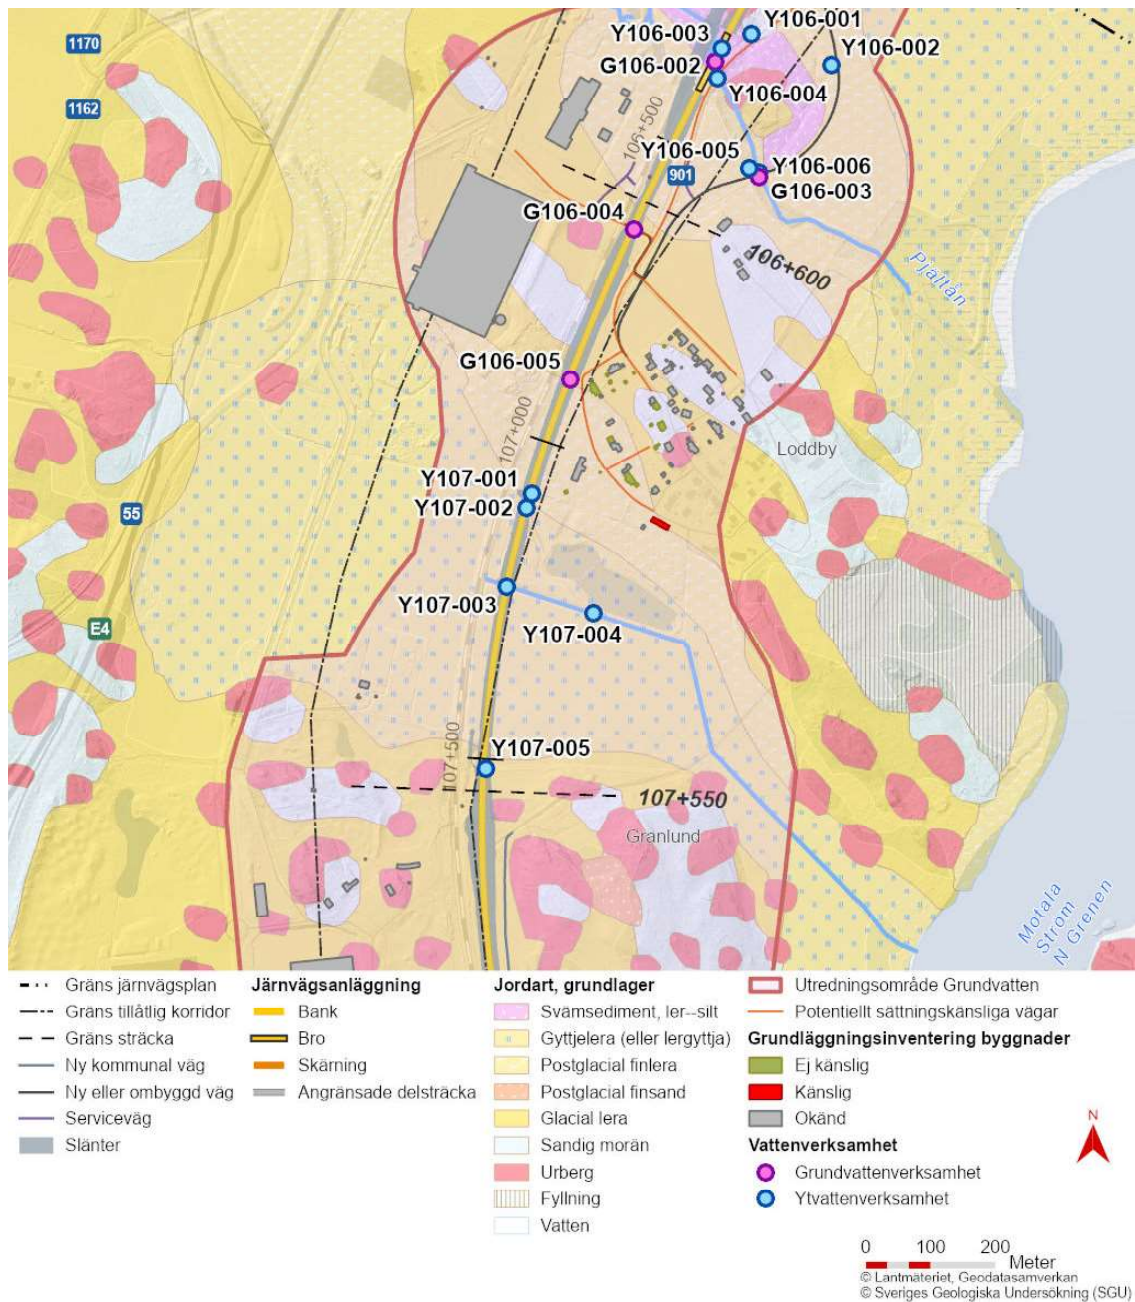 1170
1162
Y106-001
Y106-003
Y106-002
G106-002
Y106-004
106+500
Y106-005
901
Y106-006
G106-003
G106-004
106+600
Pjältån
G106-005
107+000
Loddby
Y107-001
Y107-002
55
Y107-003
Y107-004
E4
107+500
Y107-005
107+550
Granlund
Motala
Ström
N Grenen
Gräns järnvägsplan
Gräns tillåtlig korridor
Gräns sträcka
Ny kommunal väg
Ny eller ombyggd väg
Serviceväg
Slänter
Järnvägsanläggning
Bank
Bro
Skärning
Angränsade delsträcka
Jordart, grundlager
Svämsediment, ler--silt
Gyttjelera (eller lergyttja)
Postglacial finlera
Postglacial finsand
Glacial lera
Sandig morän
Urberg
Fyllning
Vatten
Utredningsområde Grundvatten
Potentiellt sättningskänsliga vägar
Grundläggningsinventering byggnader
Ej känslig
Känslig
Okänd
Vattenverksamhet
Grundvattenverksamhet
Ytvattenverksamhet
N
0 100 200
Meter
© Lantmäteriet, Geodatasamverkan
© Sveriges Geologiska Undersökning (SGU)